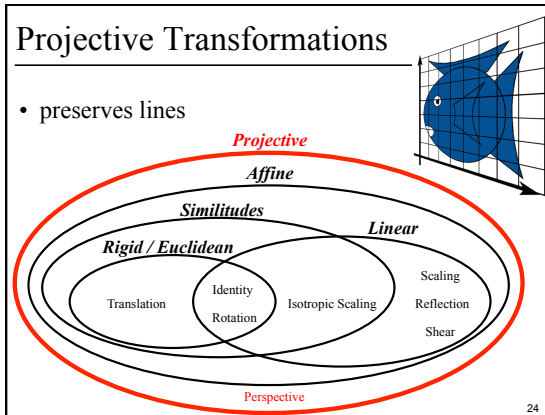 Projective Transformations
• preserves lines
Projective
Affine
Similitudes
Linear
Rigid / Euclidean
Scaling
Identity
Translation
Isotropic Scaling
Reflection
Rotation
Shear
Perspective
24